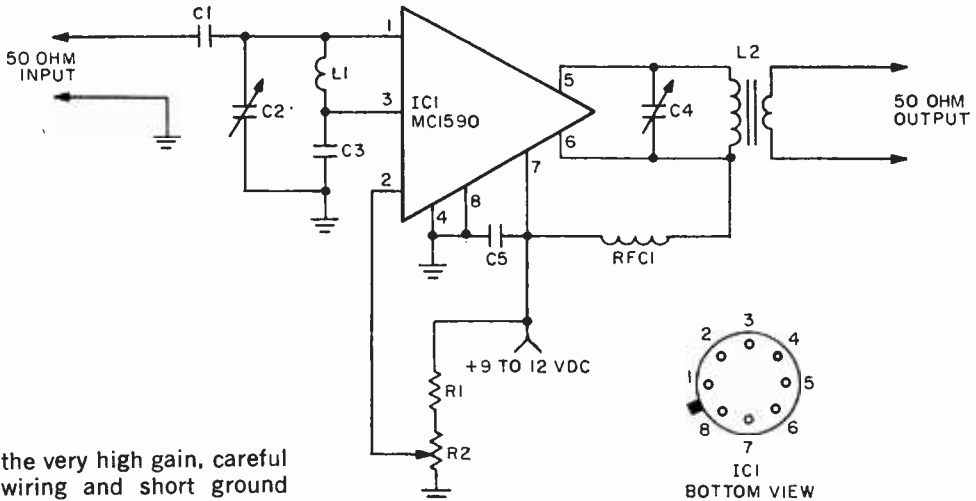 C1
50 OHM
INPUT
C2
L1
C3
1
3
2
IC1
MC1590
4
8
7
5
6
C5
C4
L2
50 OHM
OUTPUT
RFC1
+9 TO 12 VDC
R1
R2
1
2
3
4
5
6
7
8
IC1
BOTTOM VIEW
the very high gain, careful
wiring and short ground